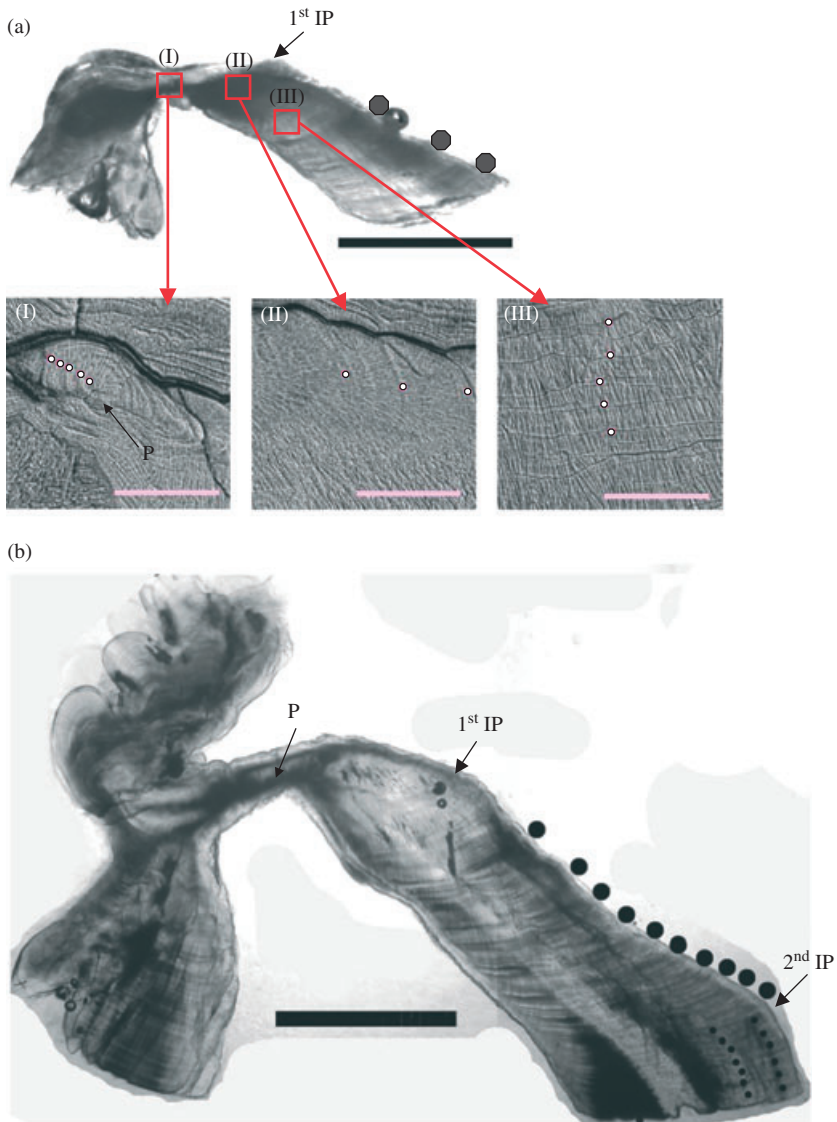 (a)
1st IP
(I)
(II)
(III)
(I)
(II)
(III)
P
(b)
P
1st IP
2nd IP